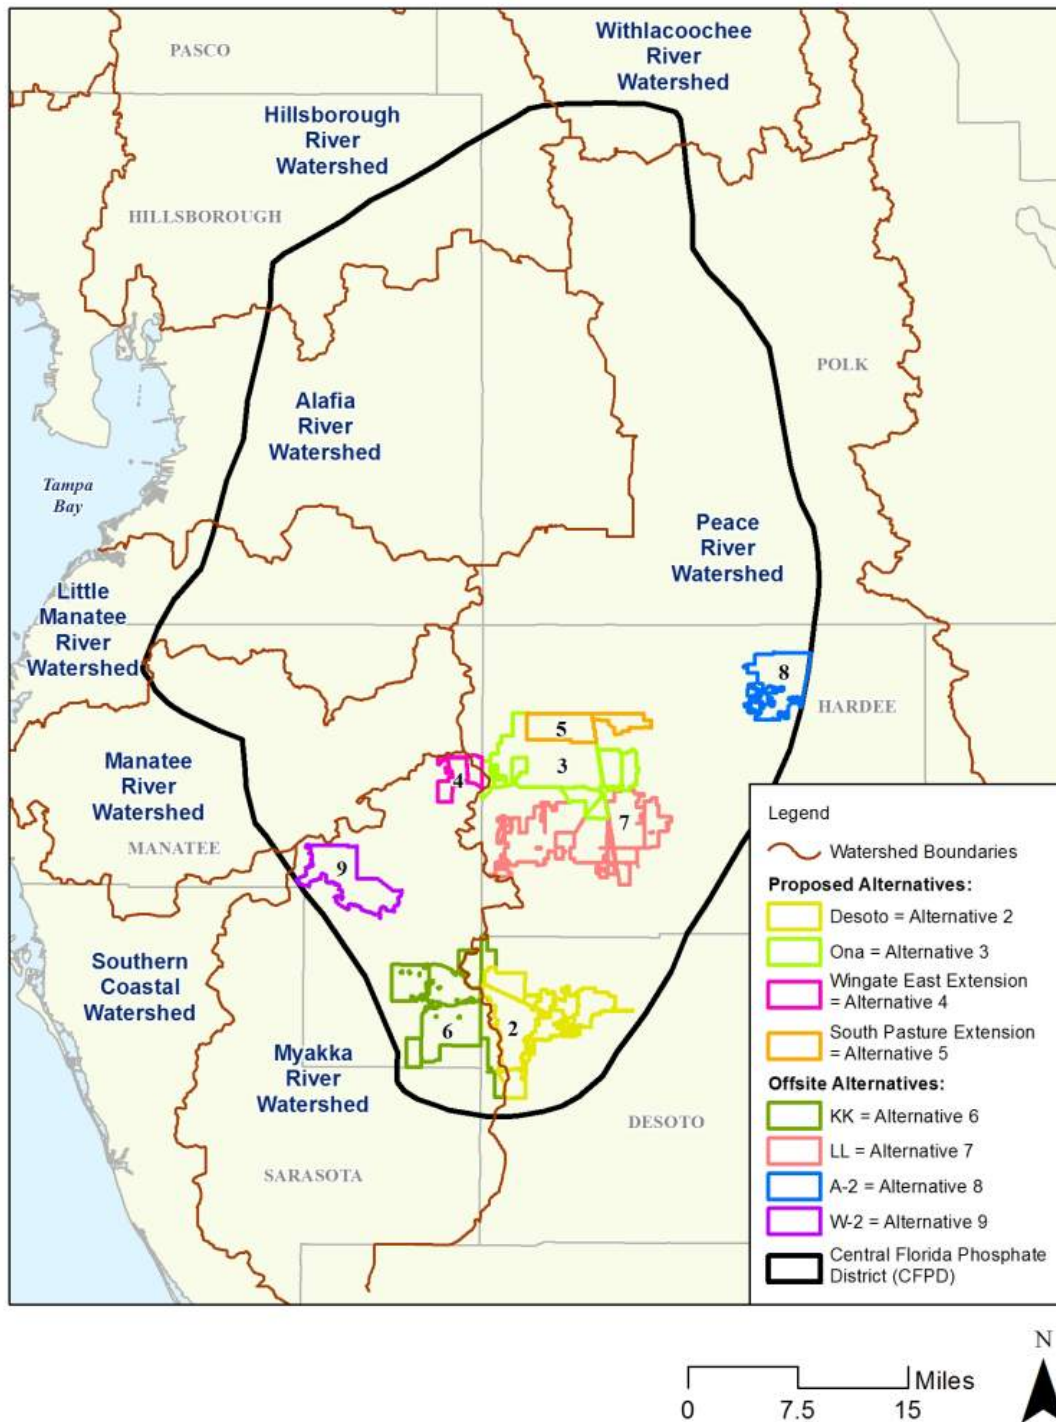 PASCO
Withlacoochee
River
Watershed
Hillsborough
River
Watershed
HILLSBOROUGH
POLK
Alafia
River
Watershed
Tampa
Bay
Peace
River
Watershed
Little
Manatee
River
Watershed
8
HARDEE
5
3
4
7
Manatee
River
Watershed
MANATEE
9
Southern
Coastal
Watershed
6
2
Myakka
River
Watershed
DESOTO
SARASOTA
Legend
Watershed Boundaries
Proposed Alternatives:
Desoto = Alternative 2
Ona = Alternative 3
Wingate East Extension
= Alternative 4
South Pasture Extension
= Alternative 5
Offsite Alternatives:
KK = Alternative 6
LL = Alternative 7
A-2 = Alternative 8
W-2 = Alternative 9
Central Florida Phosphate
District (CFPD)
N
Miles
0 7.5 15